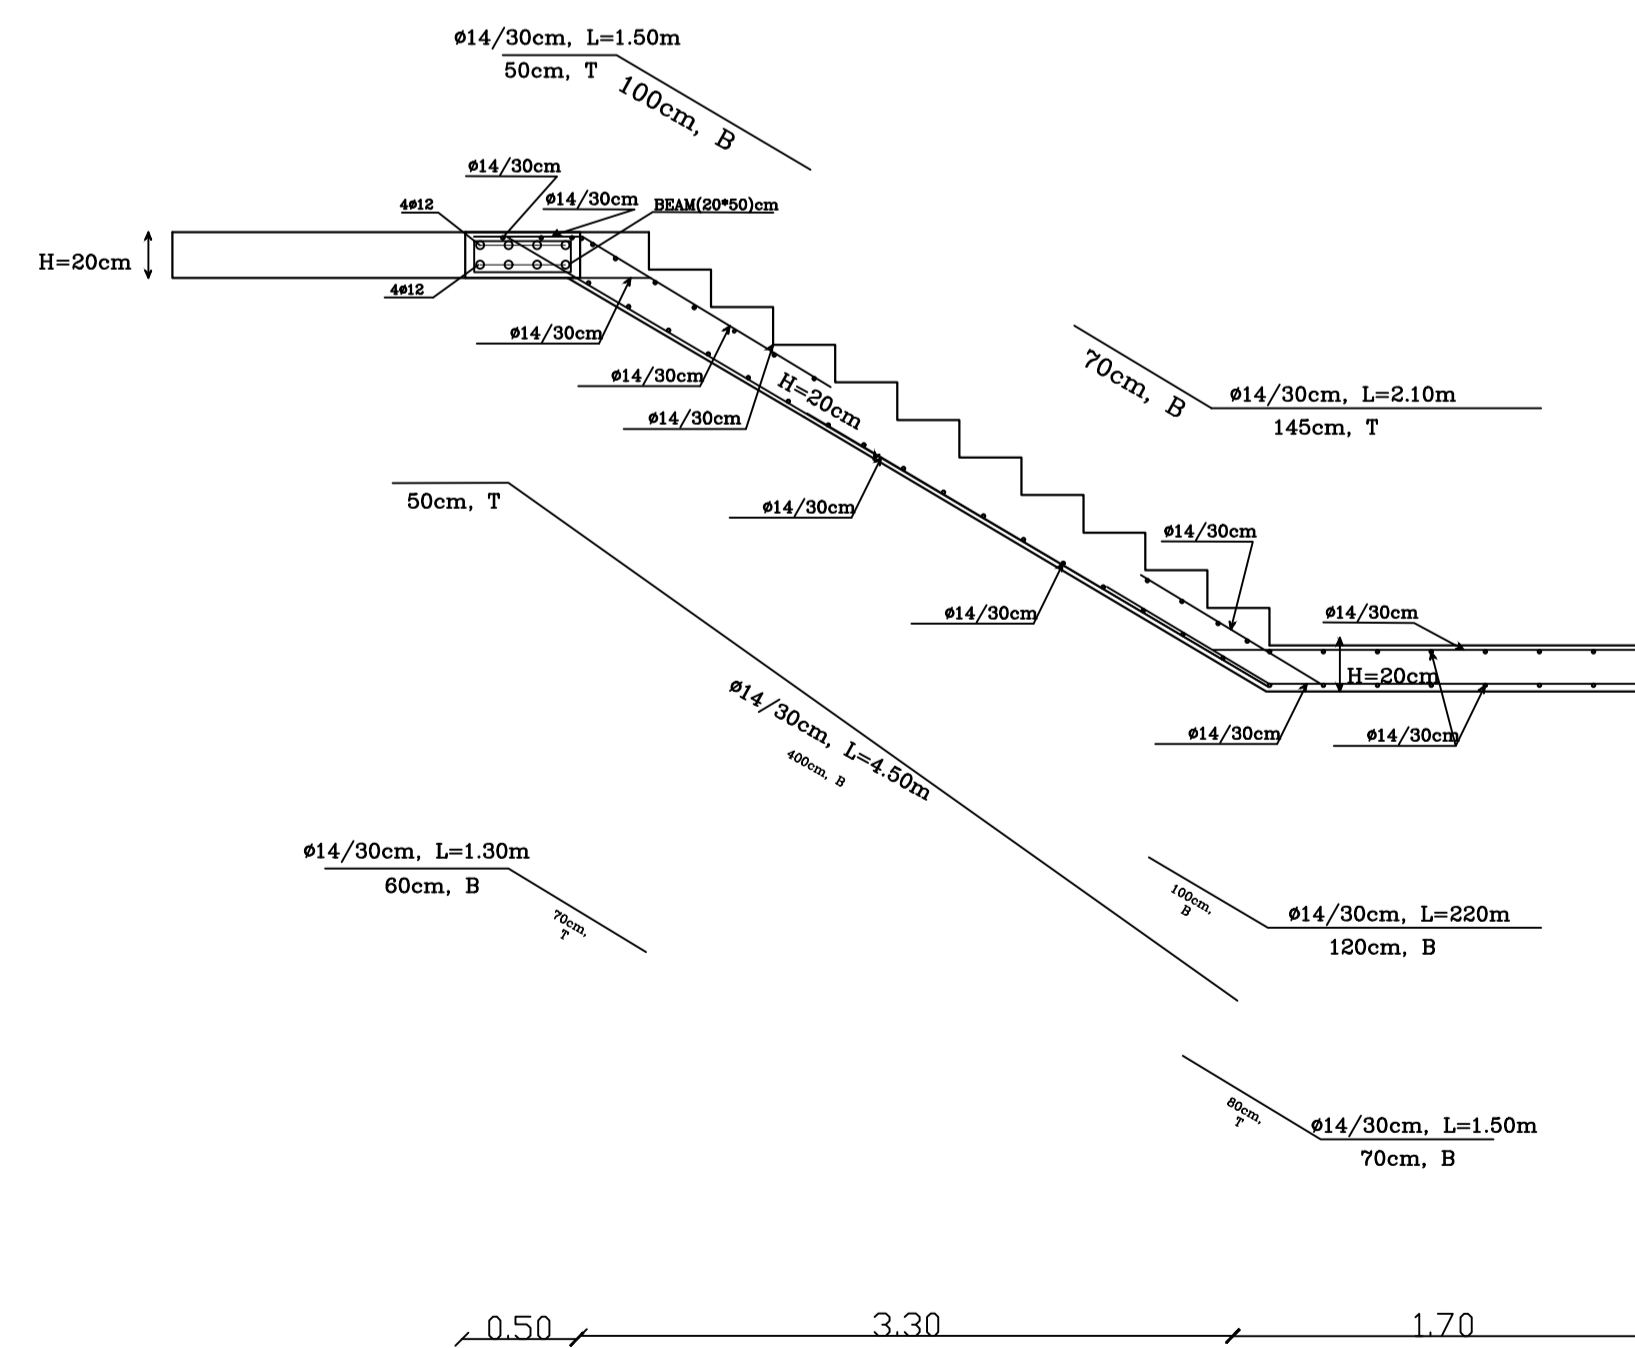 ø14/30cm, L=1.50m
50cm, T
100cm, B
ø14/30cm
ø14/30cm
BEAM(20*50)cm
4ø12
H=20cm
4ø12
ø14/30cm
ø14/30cm
H=20cm
ø14/30cm
70cm, B
ø14/30cm, L=2.10m
145cm, T
50cm, T
ø14/30cm
ø14/30cm
ø14/30cm
ø14/30cm
H=20cm
ø14/30cm
ø14/30cm
ø14/30cm, L=4.50m
400cm, B
ø14/30cm, L=1.30m
60cm, B
70cm,
T
100cm,
B
ø14/30cm, L=220m
120cm, B
80cm,
T
ø14/30cm, L=1.50m
70cm, B
0.50
3.30
1.70